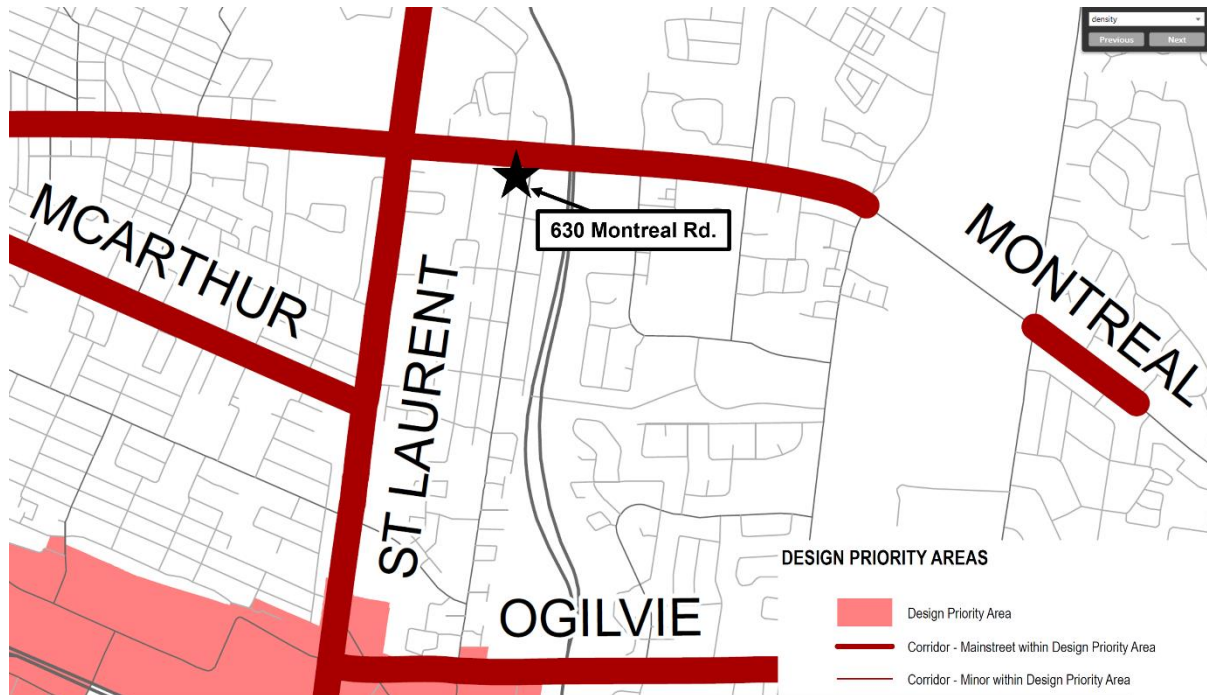 density
Previous Next
630 Montreal Rd.
MCARTHUR
MONTREAL
ST LAURENT
OGILVIE
DESIGN PRIORITY AREAS
Design Priority Area
Corridor - Mainstreet within Design Priority Area
Corridor - Minor within Design Priority Area